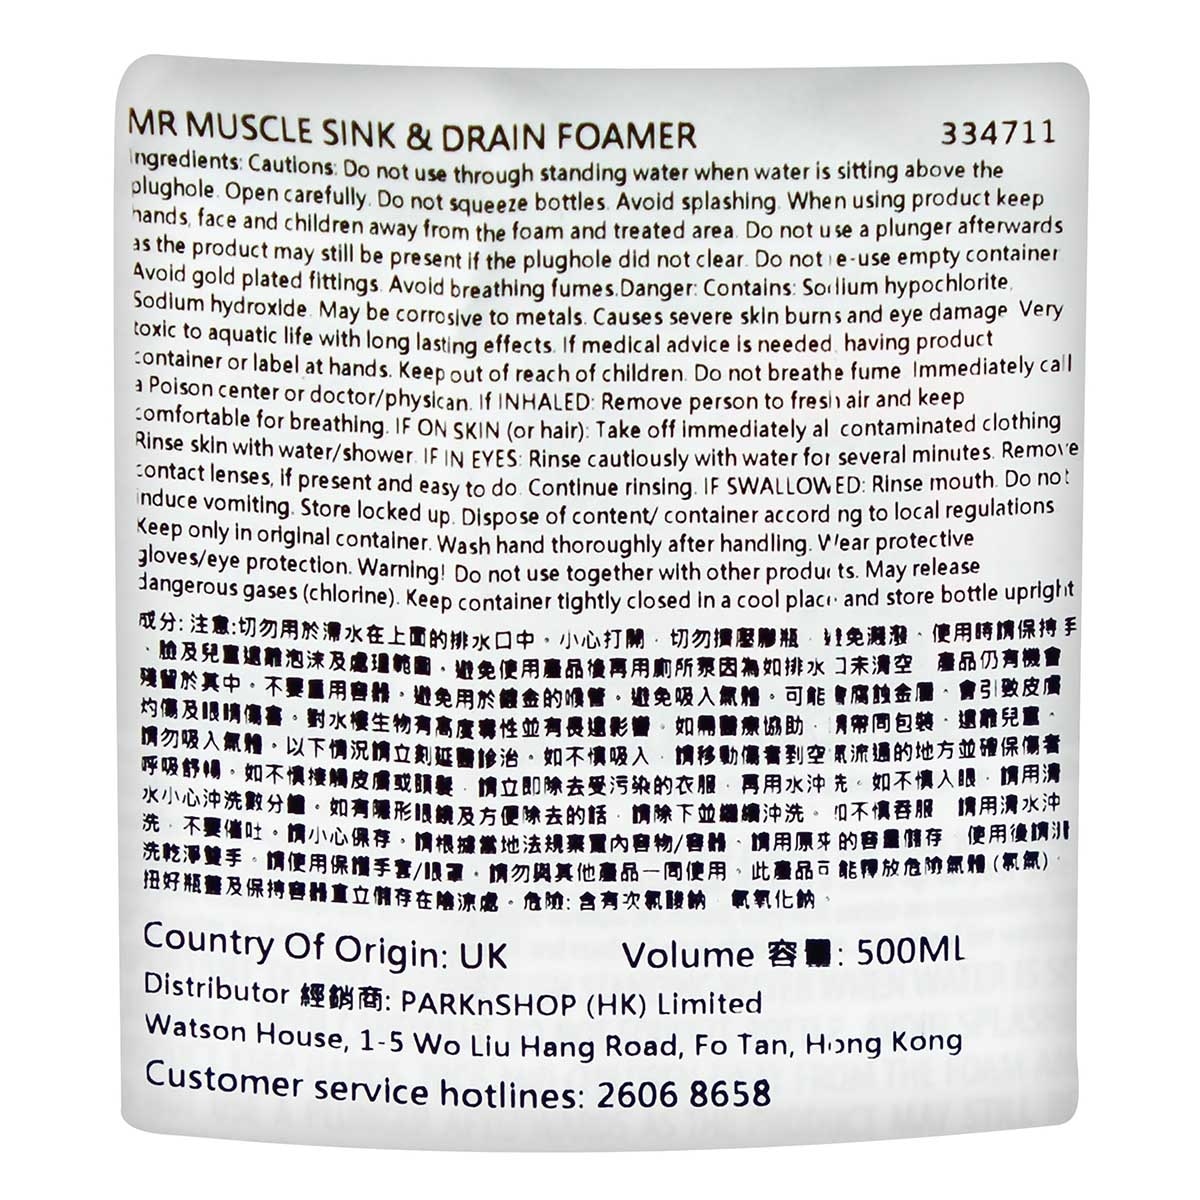 MR MUSCLE SINK & DRAIN FOAMER 334711
Ingredients: Cautions: Do not use through standing water when water is sitting above the
plughole. Open carefully. Do not squeeze bottles. Avoid splashing. When using product keep
hands, face and children away from the foam and treated area. Do not use a plunger afterwards
as the product may still be present if the plughole did not clear. Do not re-use empty container
Avoid gold plated fittings. Avoid breathing fumes.Danger: Contains: Sodium hypochlorite,
Sodium hydroxide. May be corrosive to metals. Causes severe skin burns and eye damage Very
toxic to aquatic life with long lasting effects. If medical advice is needed, having product
container or label at hands. Keep out of reach of children. Do not breathe fume. Immediately call
a Poison center or doctor/physican. If INHALED: Remove person to fresh air and keep
comfortable for breathing. IF ON SKIN (or hair): Take off immediately al contaminated clothing
Rinse skin with water/shower. IF IN EYES: Rinse cautiously with water for several minutes. Remove
contact lenses, if present and easy to do. Continue rinsing. IF SWALLOWED: Rinse mouth. Do not
induce vomiting. Store locked up. Dispose of content/ container according to local regulations
Keep only in original container. Wash hand thoroughly after handling. Wear protective
gloves/eye protection. Warning! Do not use together with other products. May release
dangerous gases (chlorine). Keep container tightly closed in a cool place and store bottle upright
成分: 注意:切勿用於滯水在上面的排水口中。小心打開，切勿擠壓膠瓶，避免濺潑。使用時請保持手
、臉及兒童遠離泡沫及處理範圍。避免使用產品後再用廁所泵因為如排水口未清空，產品仍有機會
殘留於其中。不要重用容器。避免用於鍍金的喉管。避免吸入氣體。可能會腐蝕金屬。會引致皮膚
灼傷及眼睛傷害。對水棲生物有高度毒性並有長遠影響。如需醫療協助，請帶同包裝。遠離兒童。
請勿吸入氣體。以下情況請立刻延醫診治。如不慎吸入，請移動傷者到空氣流通的地方並確保傷者
呼吸舒暢。如不慎接觸皮膚或頭髮，請立即除去受污染的衣服，再用水沖洗。如不慎入眼，請用清
水小心沖洗數分鐘。如有隱形眼鏡及方便除去的話，請除下並繼續沖洗。如不慎吞服，請用清水沖
洗，不要催吐。請小心保存。請根據當地法規棄置內容物/容器。請用原來的容器儲存。使用後請清
洗乾淨雙手。請使用保護手套/眼罩。請勿與其他產品一同使用。此產品可能釋放危險氣體 (氯氣)，
扭好瓶蓋及保持容器直立儲存在陰涼處。危險: 含有次氯酸鈉，氫氧化鈉。
Country Of Origin: UK Volume 容量: 500ML
Distributor 經銷商: PARKnSHOP (HK) Limited
Watson House, 1-5 Wo Liu Hang Road, Fo Tan, Hong Kong
Customer service hotlines: 2606 8658